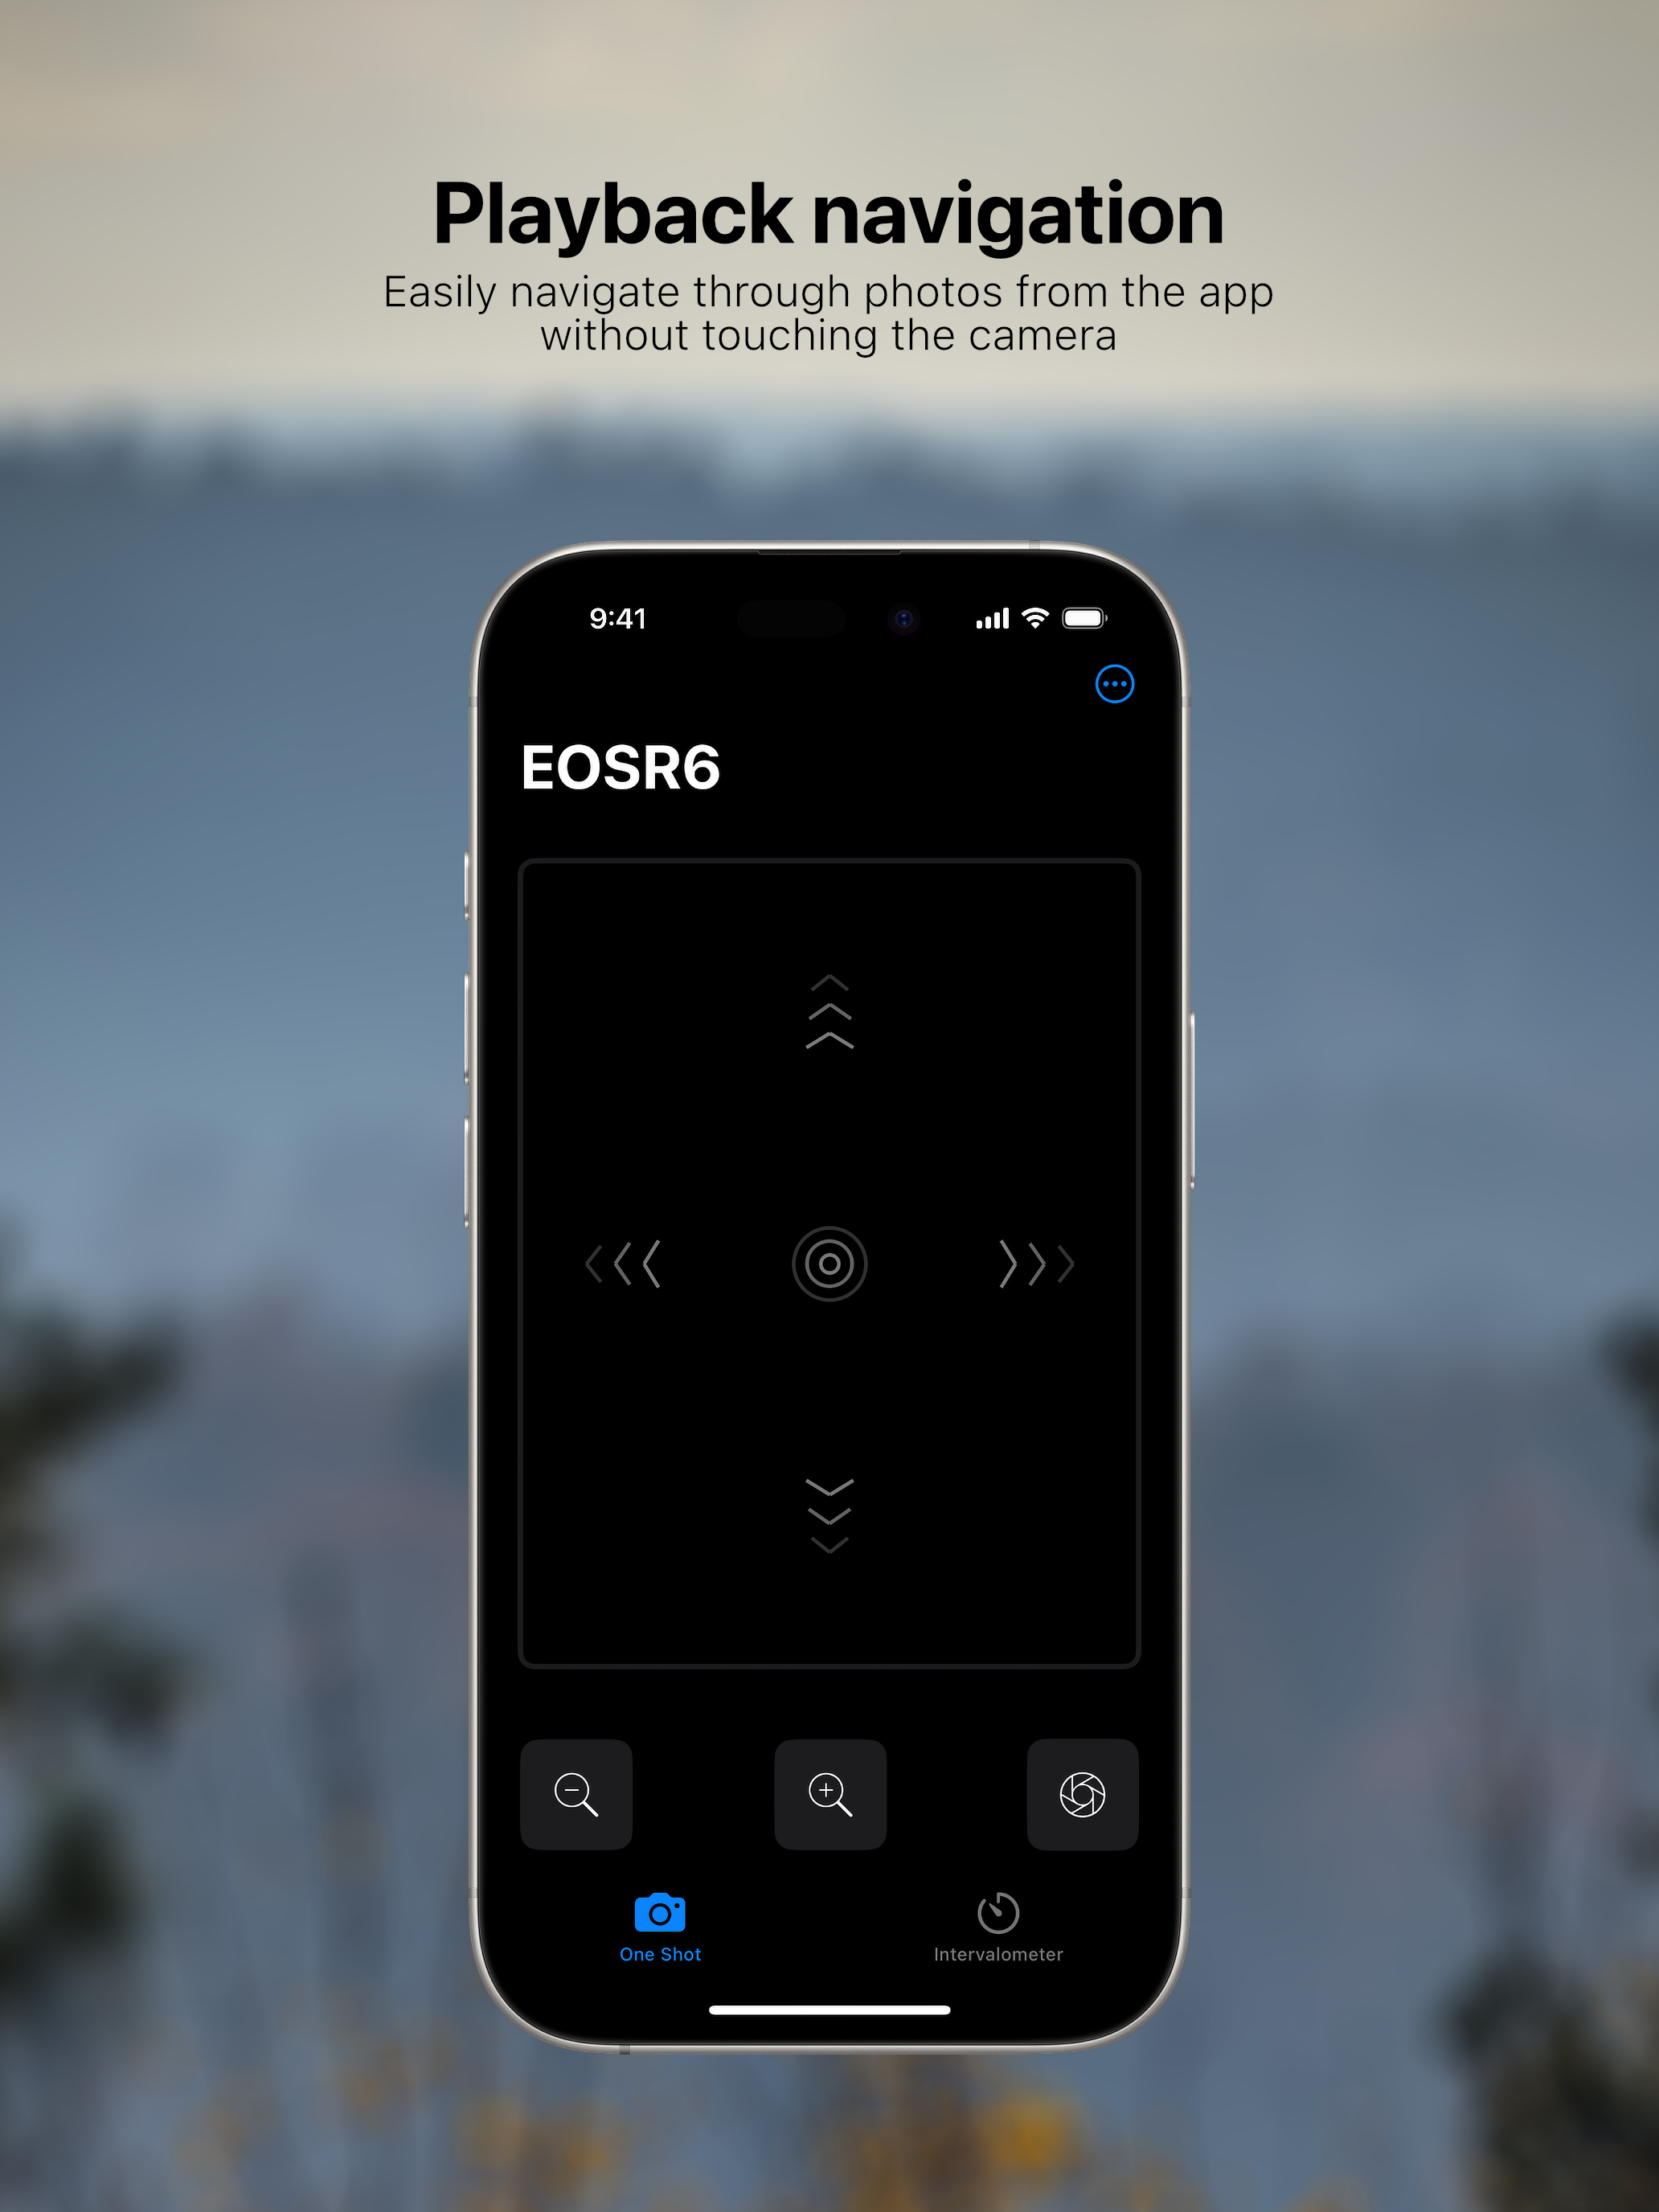 Playback navigation
Easily navigate through photos from the app
without touching the camera
9:41
EOSR6
One Shot
Intervalometer